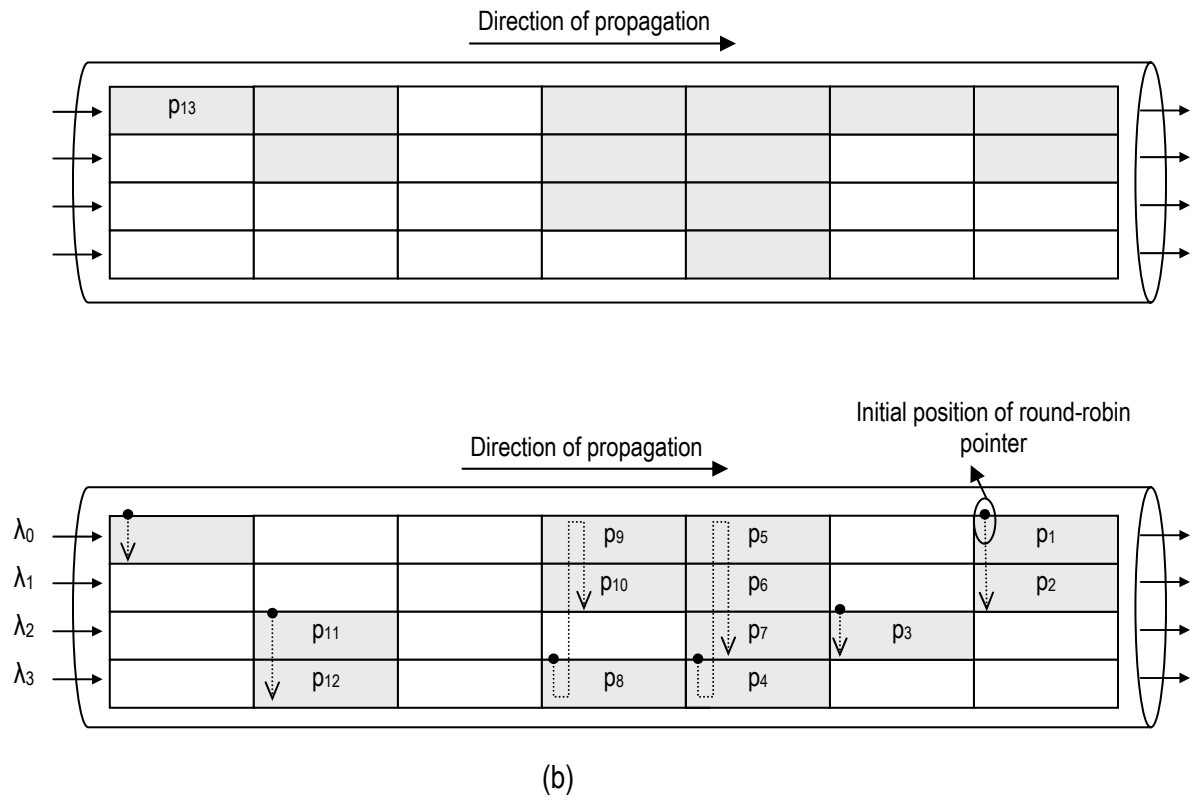 Direction of propagation
p13
Initial position of round-robin
pointer
Direction of propagation
λ0 p9 p5 p1
λ1 p10 p6 p2
λ2 p11 p7 p3
λ3 p12 p8 p4
(b)